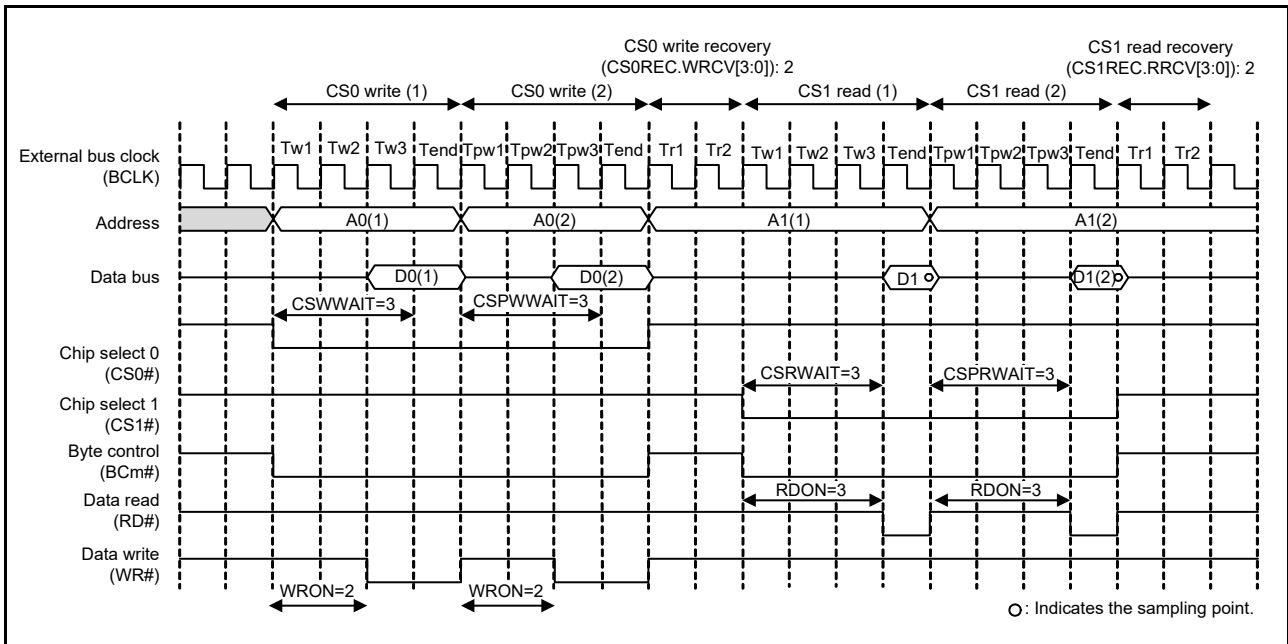 CS0 write recovery
(CS0REC.WRCV[3:0]): 2
CS1 read recovery
(CS1REC.RRCV[3:0]): 2
CS0 write (1)
CS0 write (2)
CS1 read (1)
CS1 read (2)
Tw1 Tw2 Tw3 Tend Tpw1 Tpw2 Tpw3 Tend Tr1 Tr2 Tw1 Tw2 Tw3 Tend Tpw1 Tpw2 Tpw3 Tend Tr1 Tr2
External bus clock
(BCLK)
Address
A0(1) A0(2) A1(1) A1(2)
Data bus
D0(1) D0(2) D1 D1(2)
CSWWAIT=3 CSPWWAIT=3
Chip select 0
(CS0#)
CSRWAIT=3 CSPRWAIT=3
Chip select 1
(CS1#)
Byte control
(BCm#)
RDON=3 RDON=3
Data read
(RD#)
Data write
(WR#)
WRON=2 WRON=2
: Indicates the sampling point.